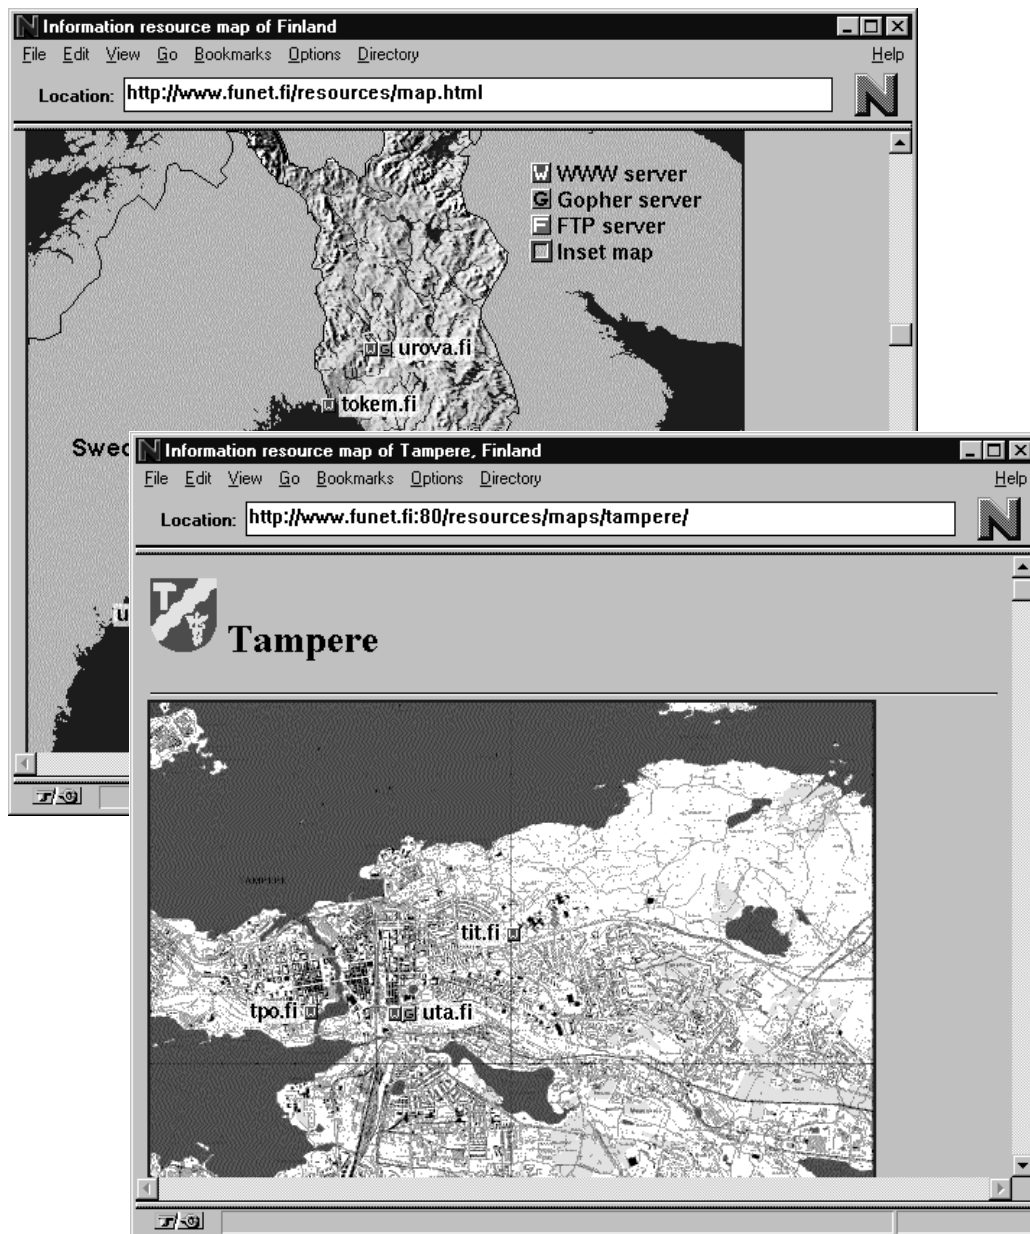 Information resource map of Finland
File Edit View Go Bookmarks Options Directory Help
Location: http://www.funet.fi/resources/map.html
N
W WWW server
G Gopher server
F FTP server
Inset map
W G urova.fi
W tokem.fi
Swed
u
Information resource map of Tampere, Finland
File Edit View Go Bookmarks Options Directory Help
Location: http://www.funet.fi:80/resources/maps/tampere/
N
T
Tampere
TAMPERE
tit.fi W
tpo.fi W
W G uta.fi